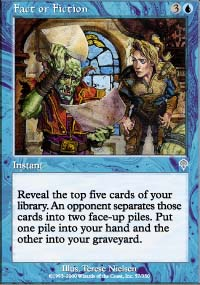 Fact or Fiction 3
Instant
Reveal the top five cards of your
library. An opponent separates those
cards into two face-up piles. Put
one pile into your hand and the
other into your graveyard.
Illus. Terese Nielsen
©1993-2000 Wizards of the Coast, Inc. 57/350